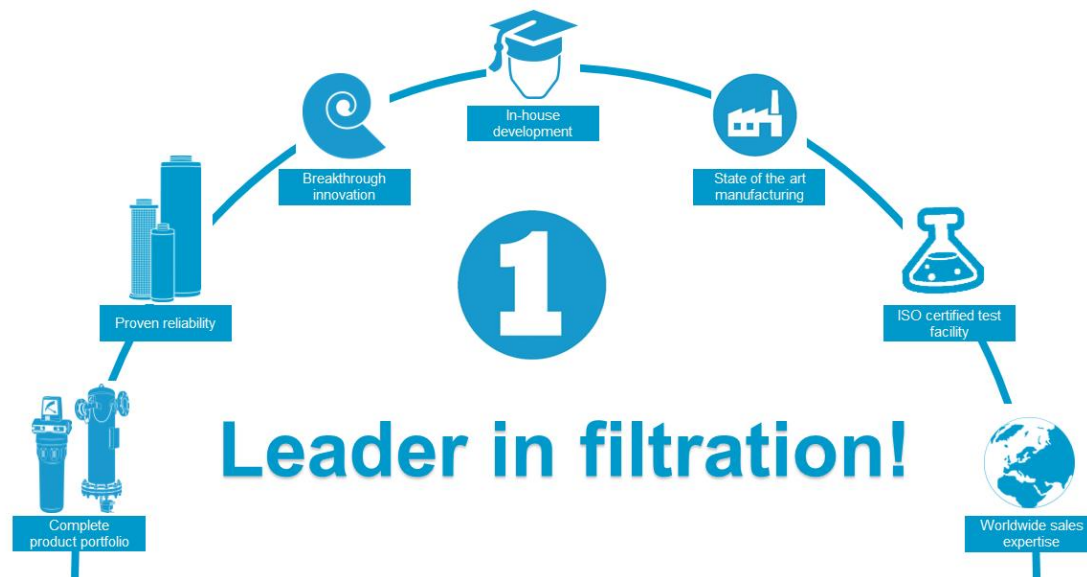 In-house
development
Breakthrough
innovation
State of the art
manufacturing
Proven reliability
1
ISO certified test
facility
Leader in filtration!
Complete
product portfolio
Worldwide sales
expertise